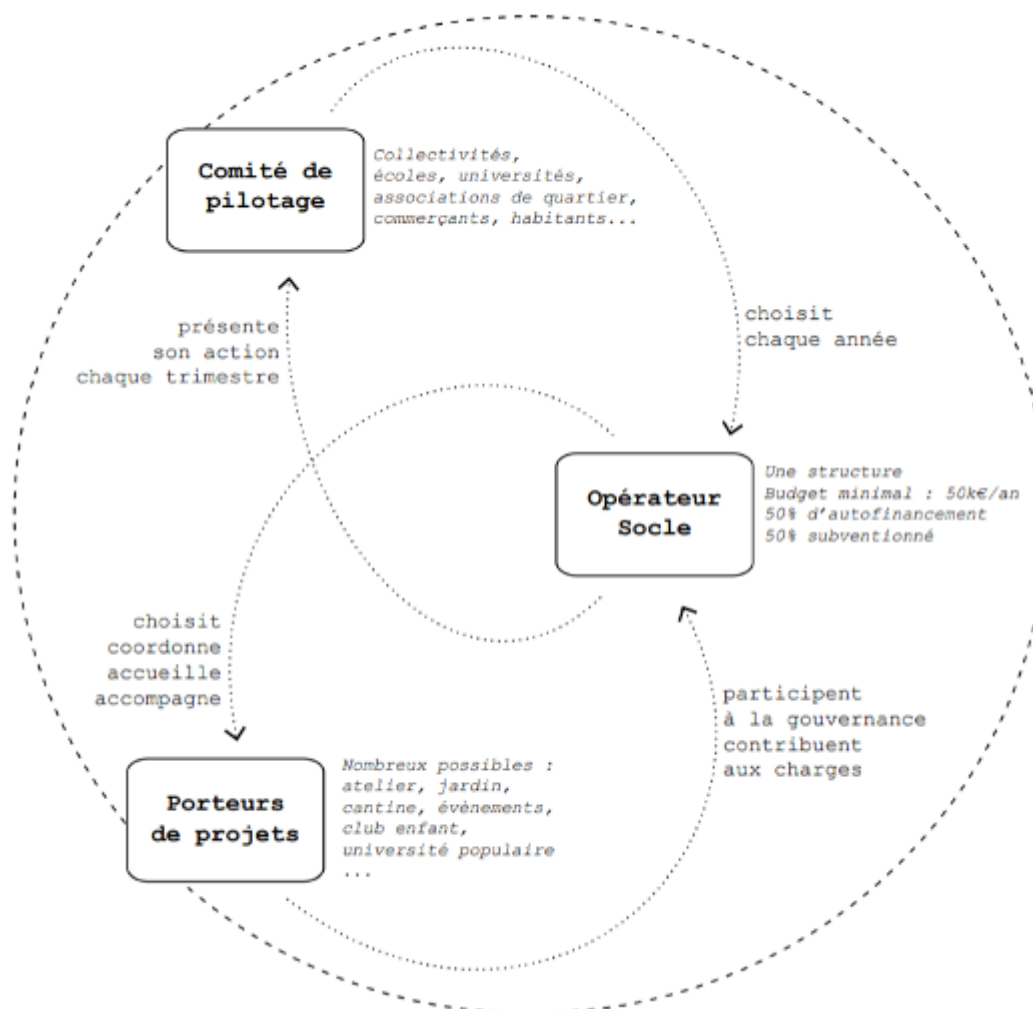 Comité de
pilotage
Collectivités,
écoles, universités,
associations de quartier,
commerçants, habitants...
présente
son action
chaque trimestre
choisit
chaque année
Opérateur
Socle
Une structure
Budget minimal : 50k€/an
50% d'autofinancement
50% subventionné
choisit
coordonne
accueille
accompagne
participent
à la gouvernance
contribuent
aux charges
Porteurs
de projets
Nombreux possibles :
atelier, jardin,
cantine, évènements,
club enfant,
université populaire
...